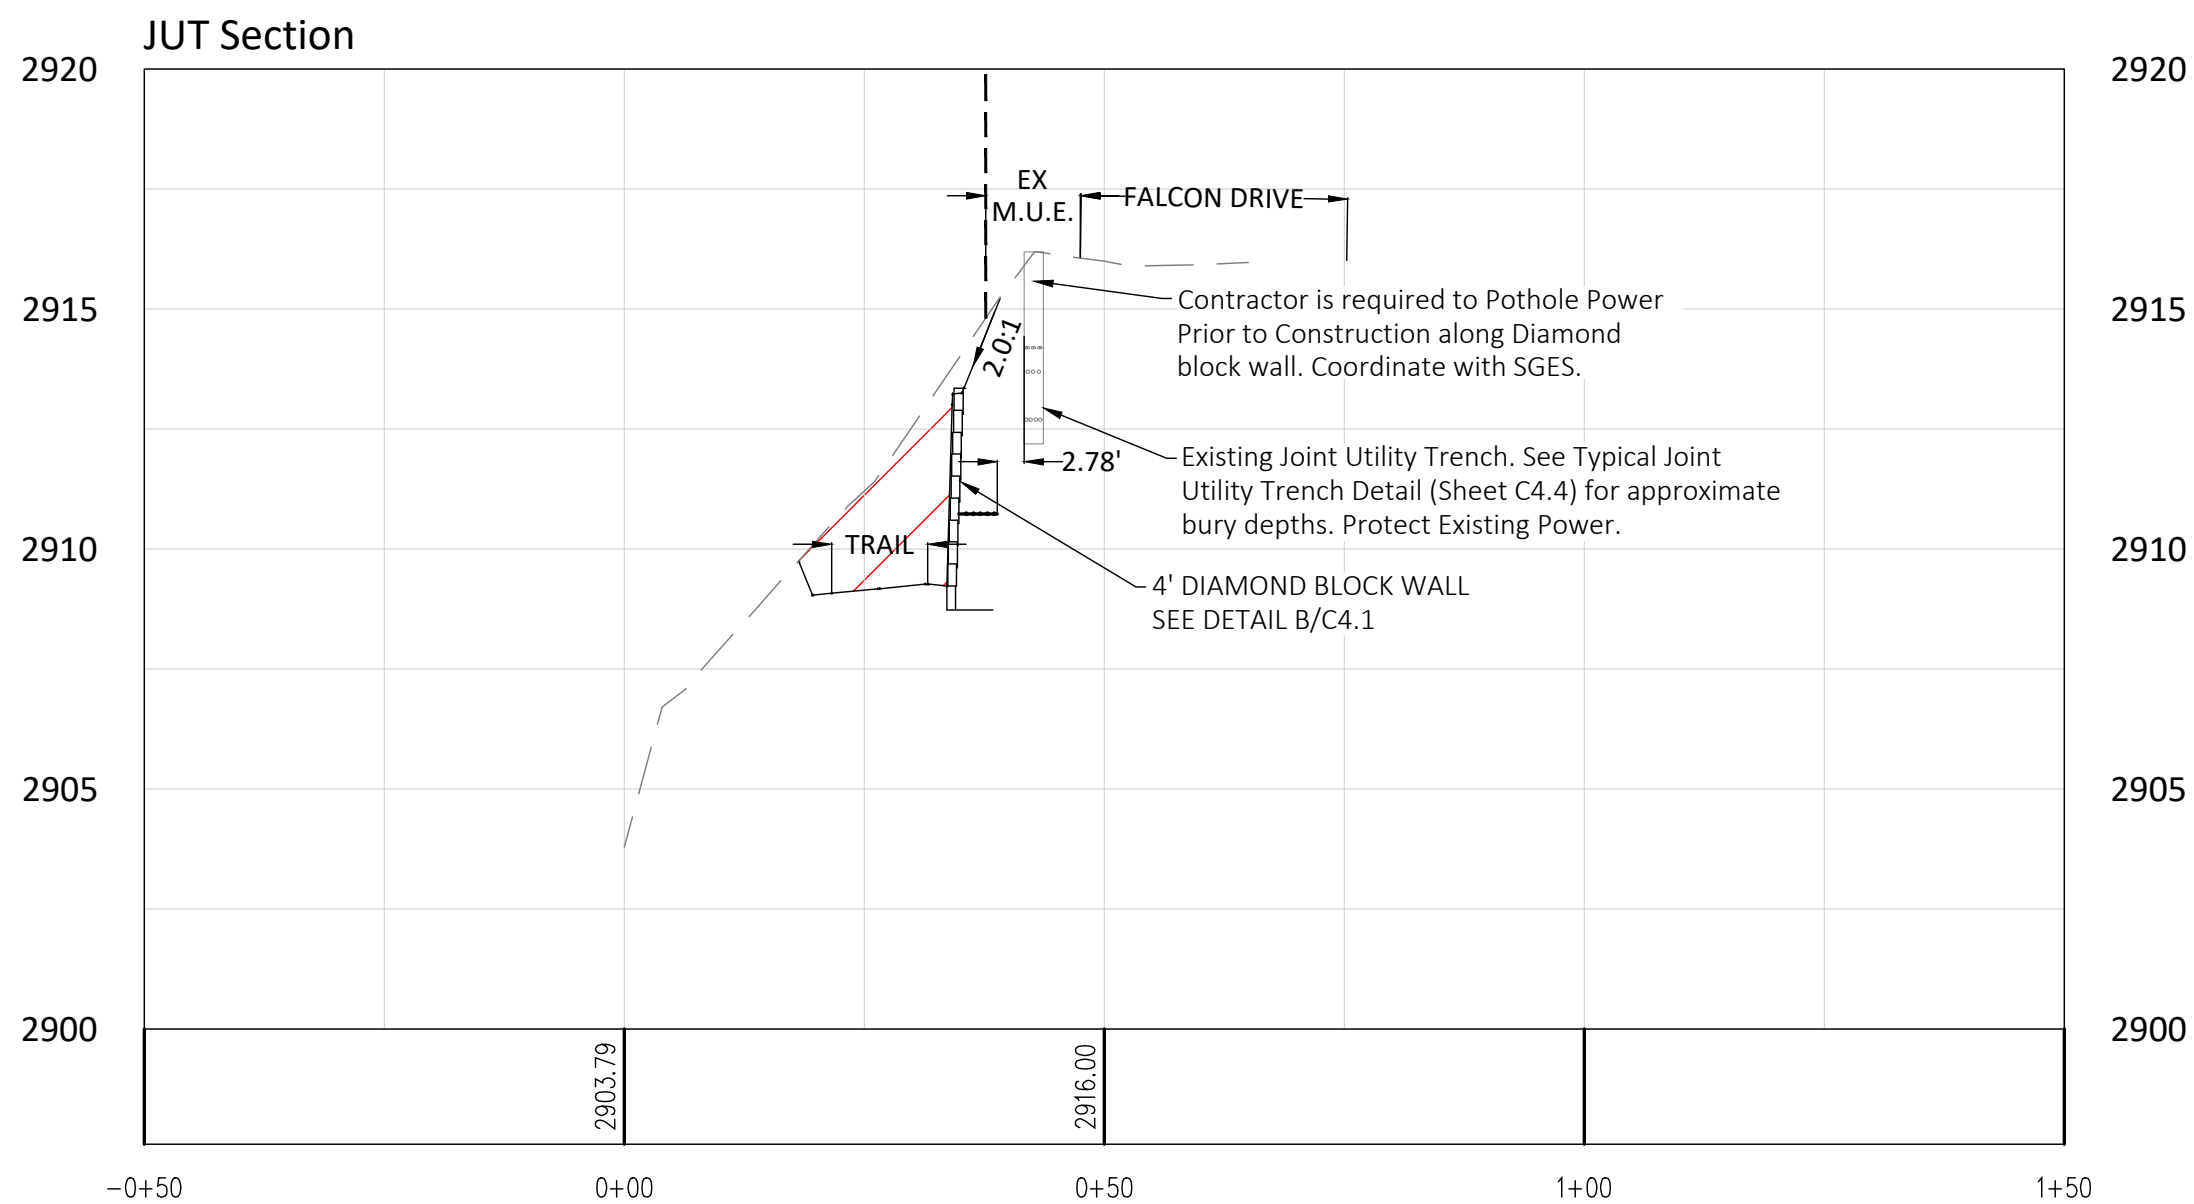 JUT Section
2920
2920
EX
M.U.E.
FALCON DRIVE
2915
2915
Contractor is required to Pothole Power
Prior to Construction along Diamond
block wall. Coordinate with SGES.
2.0:1
2.78'
Existing Joint Utility Trench. See Typical Joint
Utility Trench Detail (Sheet C4.4) for approximate
bury depths. Protect Existing Power.
2910
TRAIL
2910
4' DIAMOND BLOCK WALL
SEE DETAIL B/C4.1
2905
2905
2900
2900
2903.79
2916.00
-0+50
0+00
0+50
1+00
1+50